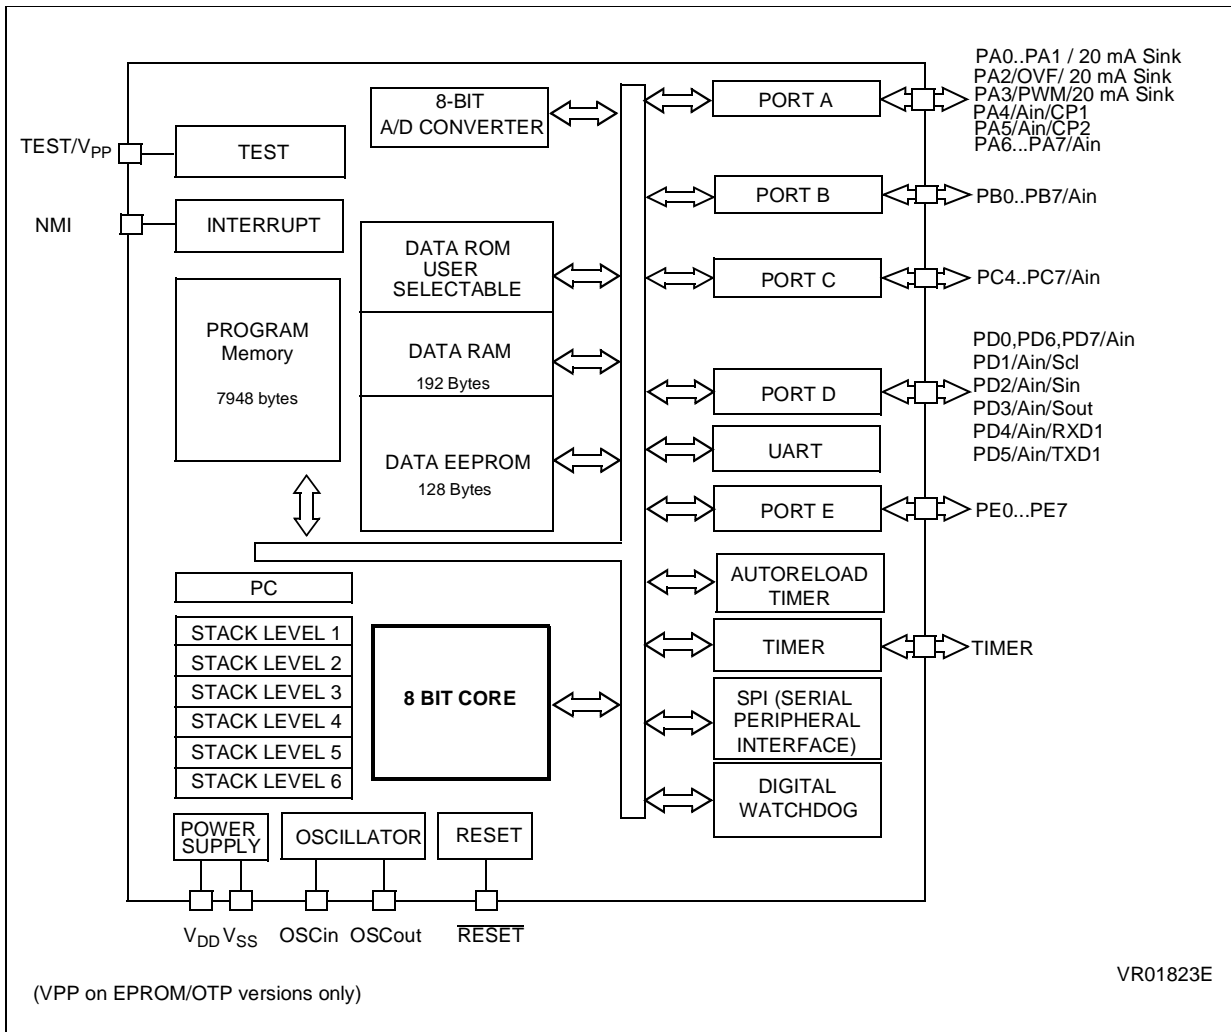 PA0..PA1 / 20 mA Sink
PA2/OVF/ 20 mA Sink
PA3/PWM/20 mA Sink
PA4/Ain/CP1
PA5/Ain/CP2
PA6...PA7/Ain
8-BIT
A/D CONVERTER
PORT A
TEST/VPP
TEST
PORT B
PB0..PB7/Ain
NMI
INTERRUPT
DATA ROM
USER
SELECTABLE
PORT C
PC4..PC7/Ain
PROGRAM
Memory
7948 bytes
DATA RAM
192 Bytes
PORT D
PD0,PD6,PD7/Ain
PD1/Ain/Scl
PD2/Ain/Sin
PD3/Ain/Sout
PD4/Ain/RXD1
PD5/Ain/TXD1
UART
DATA EEPROM
128 Bytes
PORT E
PE0...PE7
PC
AUTORELOAD
TIMER
STACK LEVEL 1
STACK LEVEL 2
STACK LEVEL 3
STACK LEVEL 4
STACK LEVEL 5
STACK LEVEL 6
8 BIT CORE
TIMER
TIMER
SPI (SERIAL
PERIPHERAL
INTERFACE)
DIGITAL
WATCHDOG
POWER
SUPPLY
OSCILLATOR
RESET
VDD VSS
OSCin OSCout
RESET
VR01823E
(VPP on EPROM/OTP versions only)